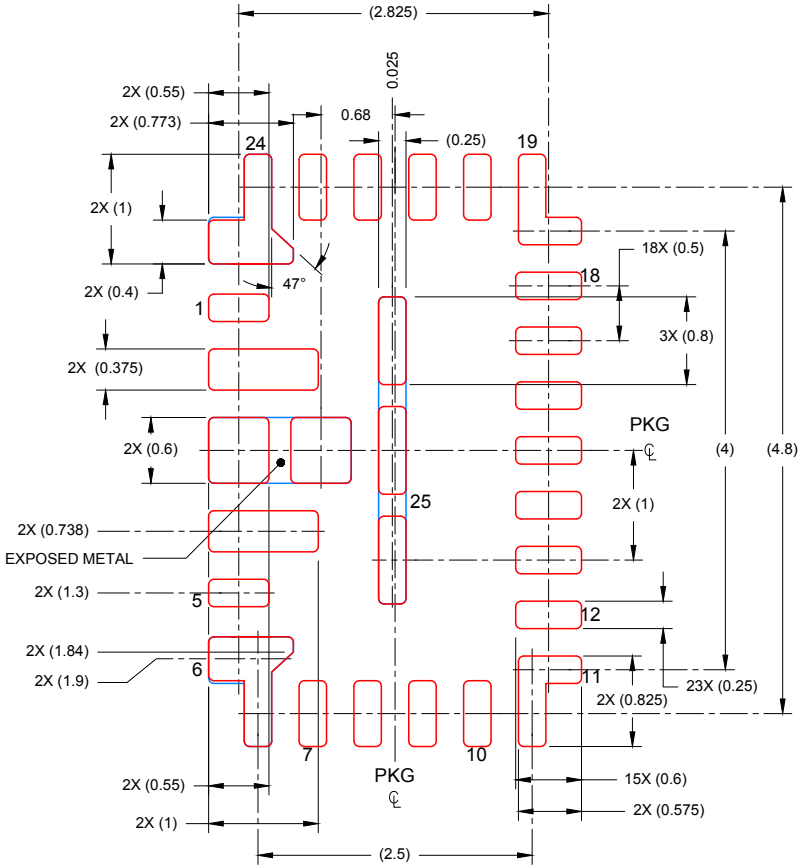 (2.825)
0.025
2X (0.55)
0.68
2X (0.773)
(0.25)
24
19
2X (1)
18X (0.5)
2X (0.4)
47°
18
1
3X (0.8)
2X (0.375)
PKG
℄
2X (0.6)
(4)
(4.8)
25
2X (1)
2X (0.738)
EXPOSED METAL
2X (1.3)
5
12
2X (1.84)
6
11
2X (1.9)
23X (0.25)
2X (0.825)
7
10
PKG
℄
2X (0.55)
15X (0.6)
2X (1)
2X (0.575)
(2.5)